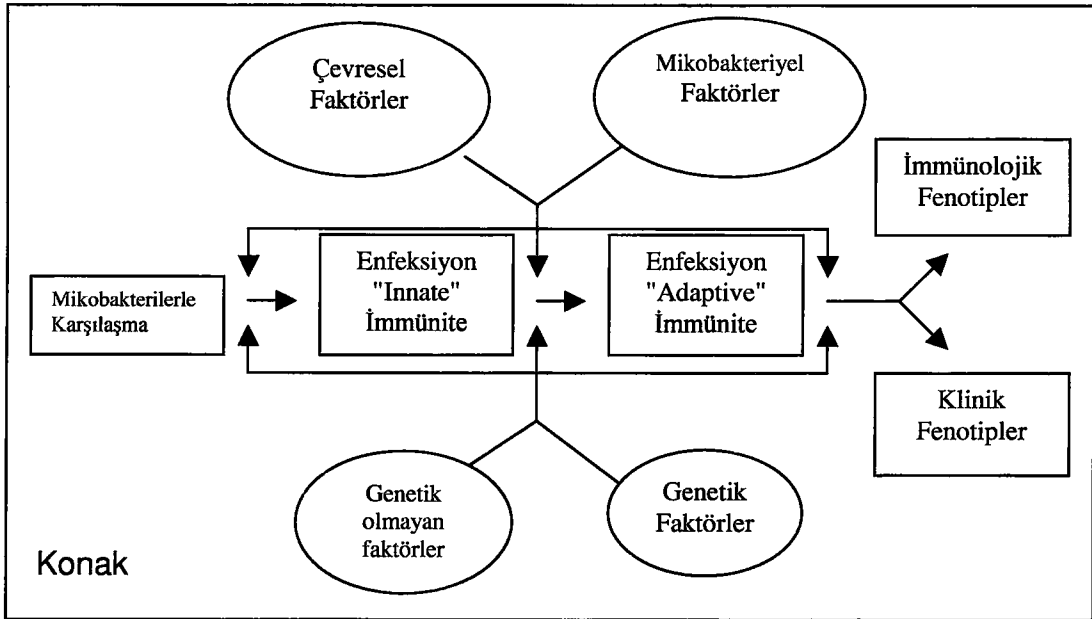 Çevresel
Faktörler
Mikobakteriyel
Faktörler
İmmünolojik
Fenotipler
Mikobakterilerle
Karşılaşma
Enfeksiyon
"Innate"
İmmünite
Enfeksiyon
"Adaptive"
İmmünite
Klinik
Fenotipler
Genetik
olmayan
faktörler
Genetik
Faktörler
Konak